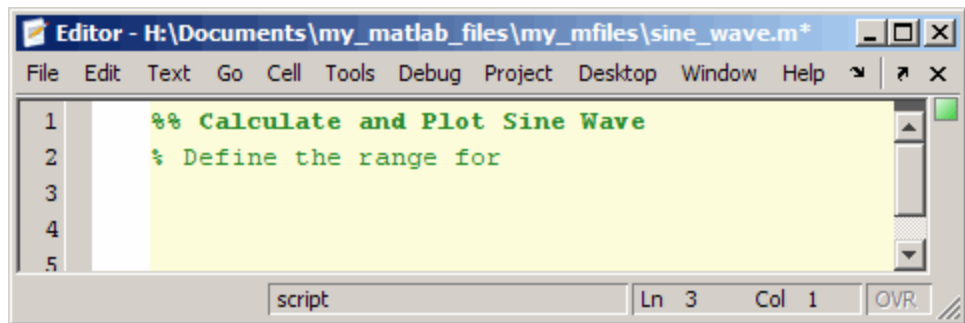 Editor - H:\Documents\my_matlab_files\my_mfiles\sine_wave.m*
File Edit Text Go Cell Tools Debug Project Desktop Window Help
1 %% Calculate and Plot Sine Wave
2 % Define the range for
3
4
5
script Ln 3 Col 1 OVR